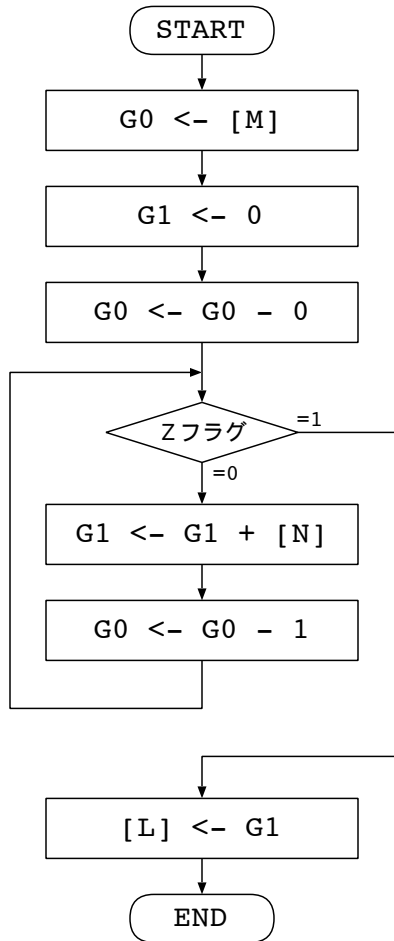 START
G0 <- [M]
G1 <- 0
G0 <- G0 - 0
Zフラグ
=1
=0
G1 <- G1 + [N]
G0 <- G0 - 1
[L] <- G1
END